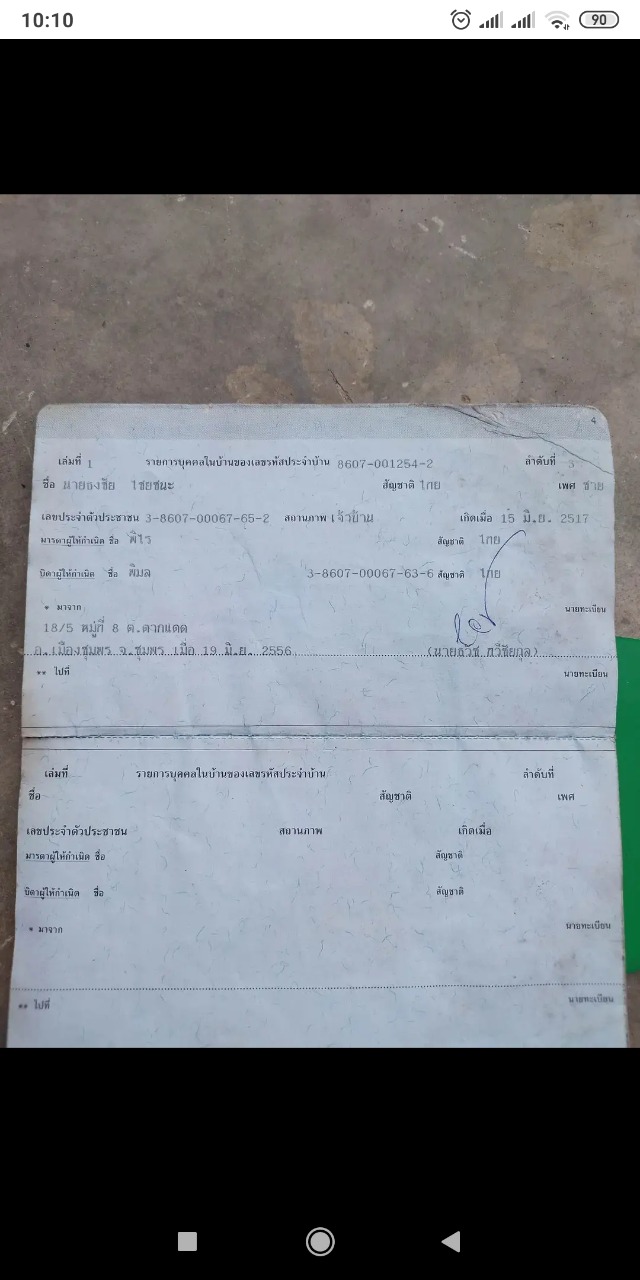 10:10
90
4
เล่มที่ 1 รายการบุคคลในบ้านของเลขรหัสประจำบ้าน 8607-001254-2 ลำดับที่ 3
ชื่อ นายธงชัย ไชยชนะ สัญชาติ ไทย เพศ ชาย
เลขประจำตัวประชาชน 3-8607-00067-65-2 สถานภาพ เจ้าบ้าน เกิดเมื่อ 15 มิ.ย. 2517
มารดาผู้ให้กำเนิด ชื่อ พิไร สัญชาติ ไทย
บิดาผู้ให้กำเนิด ชื่อ พิมล 3-8607-00067-63-6 สัญชาติ ไทย
* มาจาก นายทะเบียน
18/5 หมู่ที่ 8 ต.ตากแดด
อ.เมืองชุมพร จ.ชุมพร เมื่อ 19 มิ.ย. 2556 (นายธวัช
** ไปที่ นายทะเบียน
เล่มที่ รายการบุคคลในบ้านของเลขรหัสประจำบ้าน ลำดับที่
ชื่อ สัญชาติ เพศ
เลขประจำตัวประชาชน สถานภาพ เกิดเมื่อ
มารดาผู้ให้กำเนิด ชื่อ สัญชาติ
บิดาผู้ให้กำเนิด ชื่อ สัญชาติ
* มาจาก นายทะเบียน
** ไปที่ นายทะเบียน